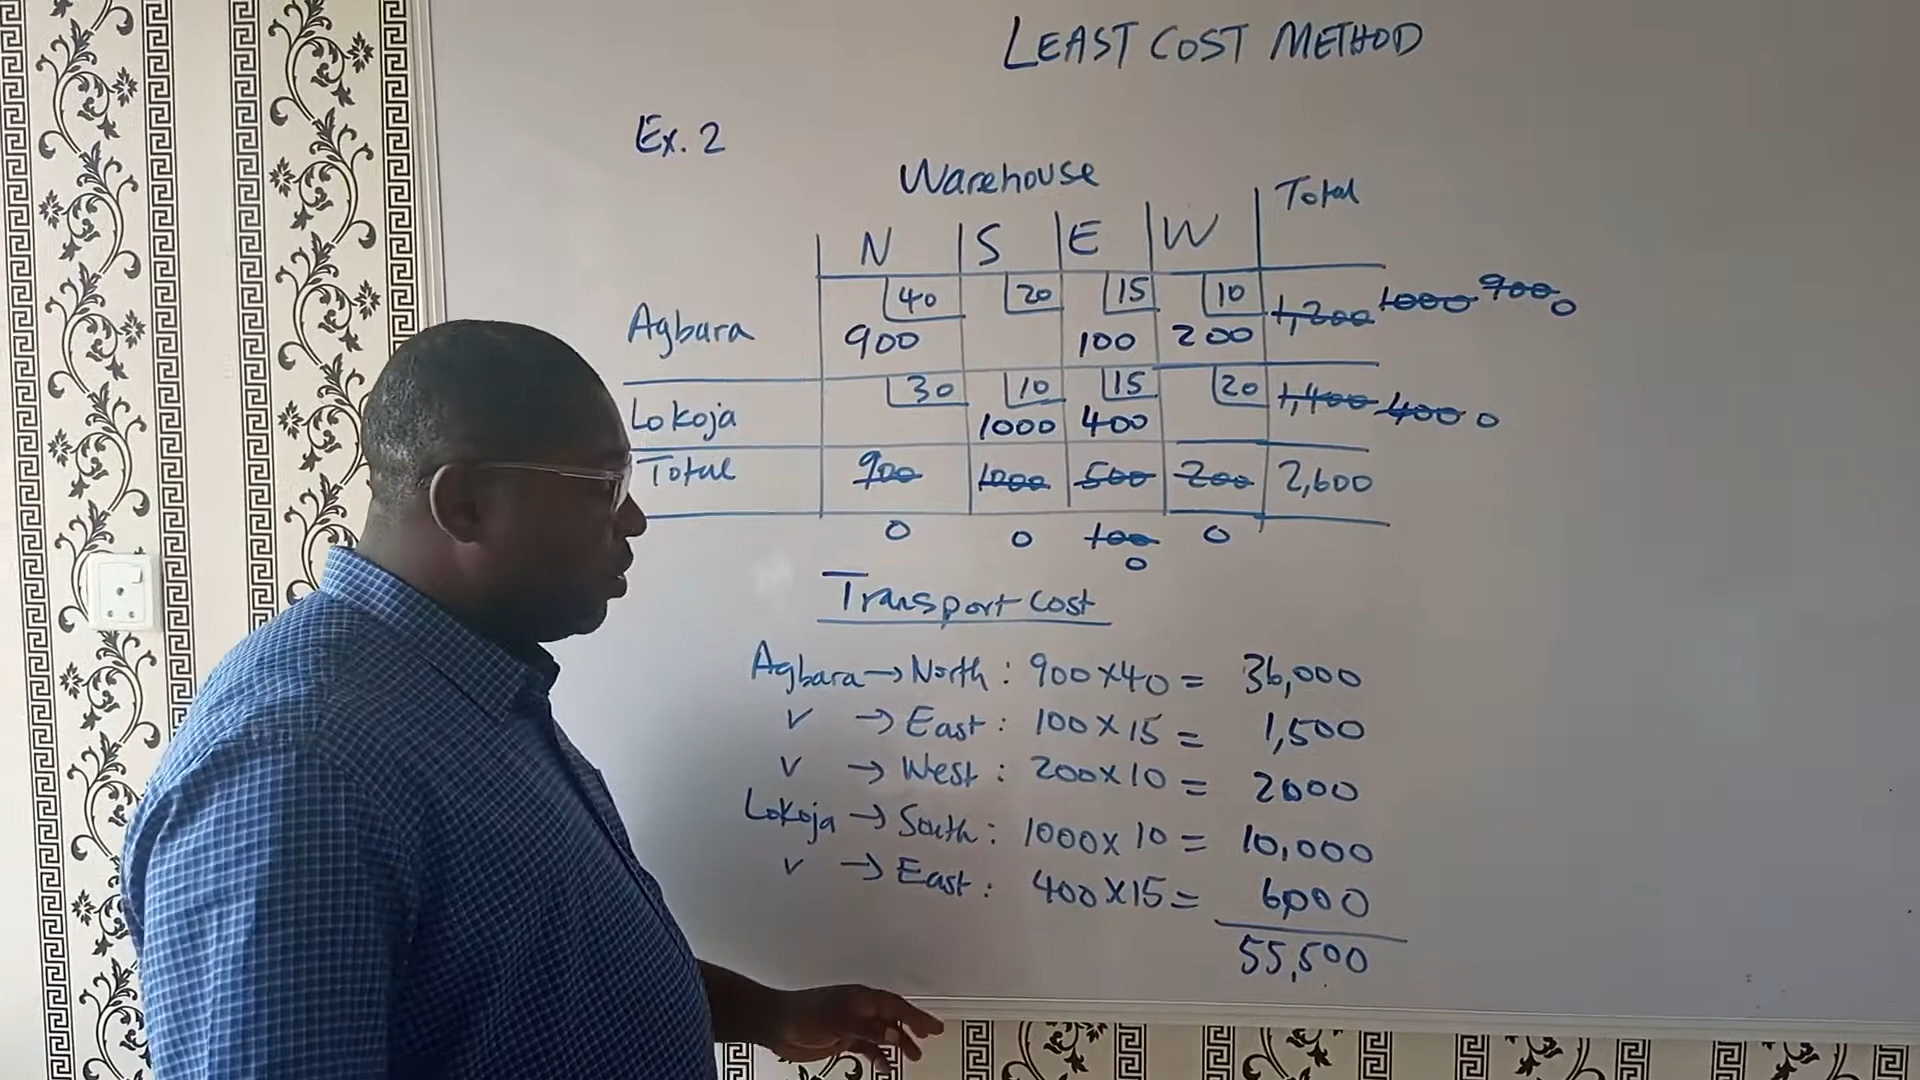 LEAST COST METHOD
Ex. 2
Warehouse
N S E W Total
40 20 15 10
Agbara 900 100 200 1,200 1000 900 0
30 10 15 20
Lokoja 1000 400 1,400 400 0
Total 900 1000 500 200 2,600
0 0 100 0
0
Transport cost
Agbara → North : 900 × 40 = 36,000
v → East : 100 × 15 = 1,500
v → West : 200 × 10 = 2000
Lokoja → South : 1000 × 10 = 10,000
v → East : 400 × 15 = 6000
55,500